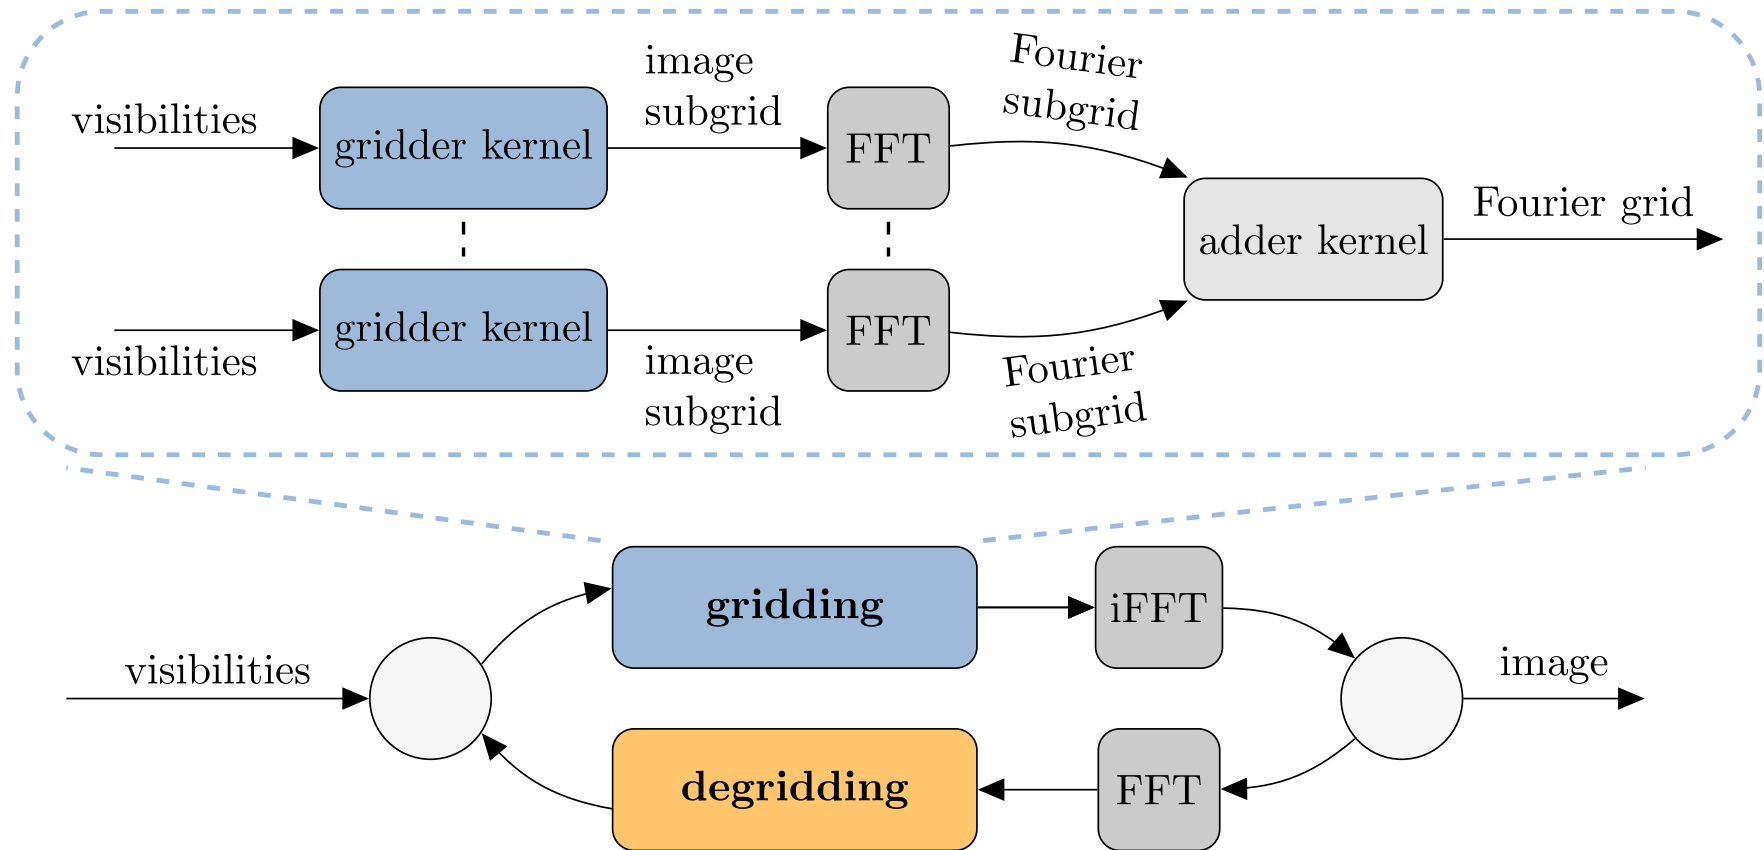 visibilities
gridder kernel
image
subgrid
FFT
Fourier
subgrid
adder kernel
Fourier grid
visibilities
gridder kernel
image
subgrid
FFT
Fourier
subgrid
gridding
iFFT
visibilities
image
degridding
FFT